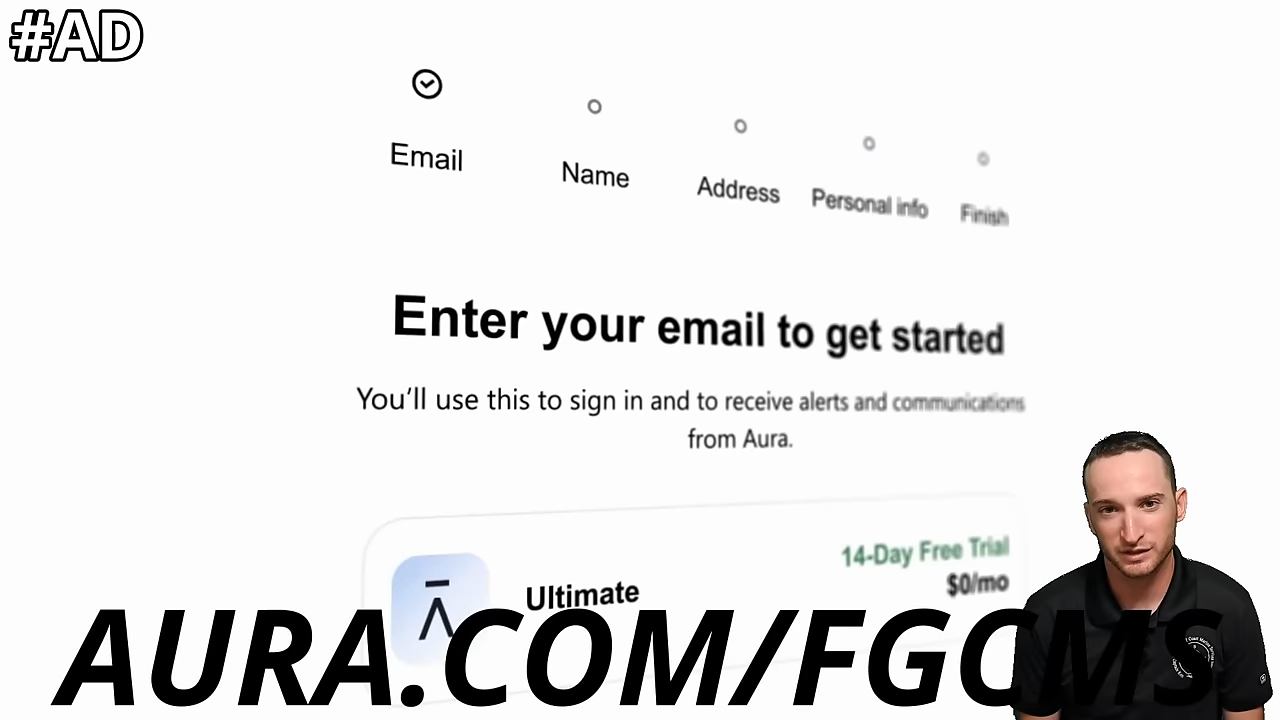 #AD
Email
Name
Address
Personal info
Finish
Enter your email to get started
You'll use this to sign in and to receive alerts and communications
from Aura.
14-Day Free Trial
Ultimate
$0/mo
AURA.COM/FGCMS